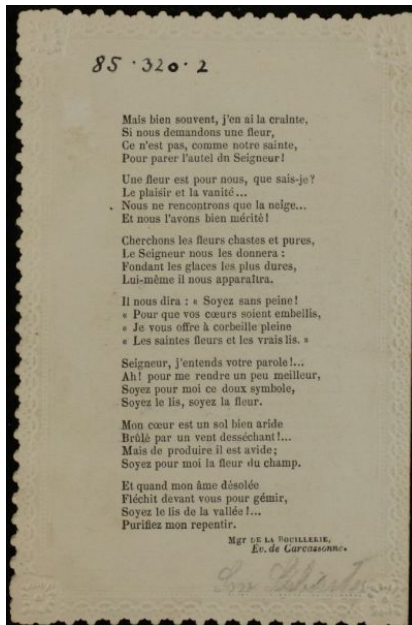 85.320.2
Mais bien souvent, j'en ai la crainte,
Si nous demandons une fleur,
Ce n'est pas, comme notre sainte,
Pour parer l'autel du Seigneur!
Une fleur est pour nous, que sais-je?
Le plaisir et la vanité...
Nous ne rencontrons que la neige...
Et nous l'avons bien mérité!
Cherchons les fleurs chastes et pures,
Le Seigneur nous les donnera :
Fondant les glaces les plus dures,
Lui-même il nous apparaîtra.
Il nous dira : « Soyez sans peine!
« Pour que vos cœurs soient embellis,
« Je vous offre à corbeille pleine
« Les saintes fleurs et les vrais lis. »
Seigneur, j'entends votre parole!...
Ah! pour me rendre un peu meilleur,
Soyez pour moi ce doux symbole,
Soyez le lis, soyez la fleur.
Mon cœur est un sol bien aride
Brûlé par un vent desséchant!...
Mais de produire il est avide;
Soyez pour moi la fleur du champ.
Et quand mon âme désolée
Fléchit devant vous pour gémir,
Soyez le lis de la vallée!...
Purifiez mon repentir.
Mgr DE LA BOUILLERIE,
Ev. de Carcassonne.